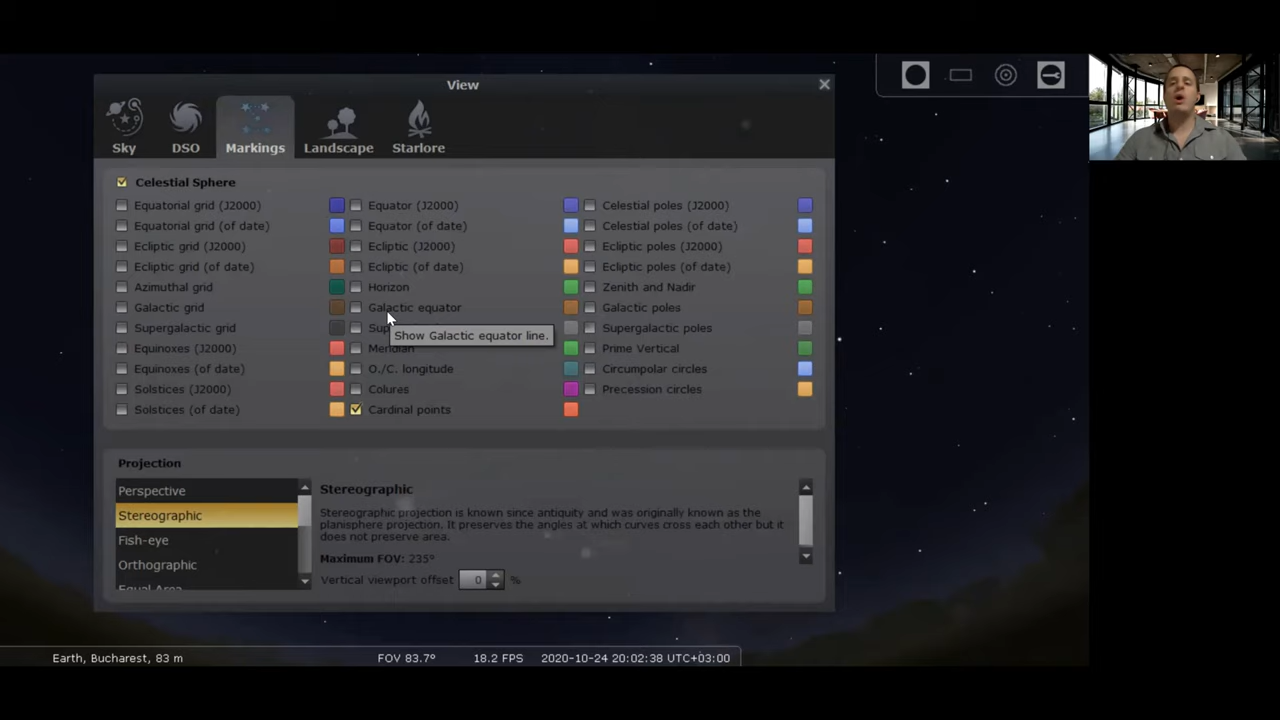 View
Sky DSO Markings Landscape Starlore
Celestial Sphere
Equatorial grid (J2000) Equator (J2000) Celestial poles (J2000)
Equatorial grid (of date) Equator (of date) Celestial poles (of date)
Ecliptic grid (J2000) Ecliptic (J2000) Ecliptic poles (J2000)
Ecliptic grid (of date) Ecliptic (of date) Ecliptic poles (of date)
Azimuthal grid Horizon Zenith and Nadir
Galactic grid Galactic equator Galactic poles
Supergalactic grid Supergalactic poles
Show Galactic equator line.
Equinoxes (J2000) Meridian Prime Vertical
Equinoxes (of date) O./C. longitude Circumpolar circles
Solstices (J2000) Colures Precession circles
Solstices (of date) Cardinal points
Projection
Perspective
Stereographic
Fish-eye
Orthographic
Equal Area
Stereographic
Stereographic projection is known since antiquity and was originally known as the
planisphere projection. It preserves the angles at which curves cross each other but it
does not preserve area.
Maximum FOV: 235°
Vertical viewport offset 0 %
Earth, Bucharest, 83 m FOV 83.7° 18.2 FPS 2020-10-24 20:02:38 UTC+03:00